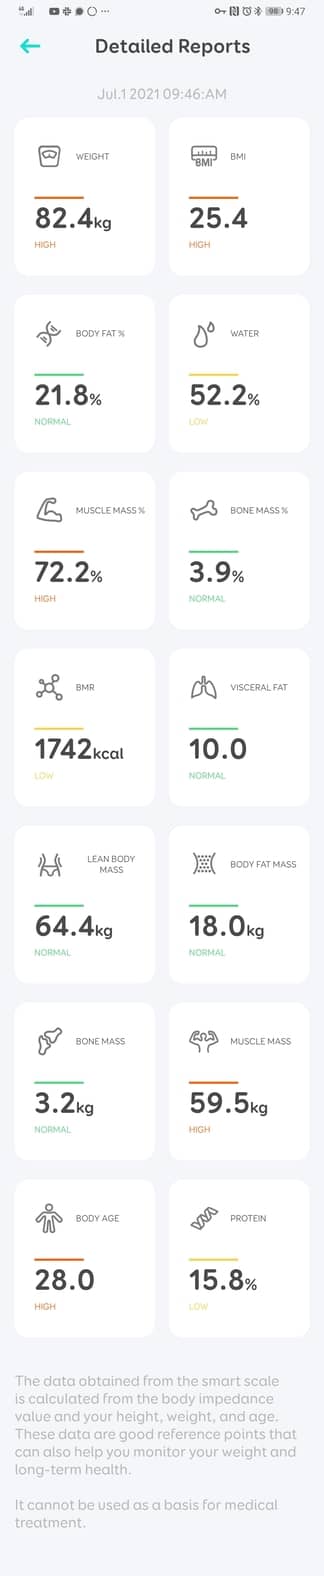 98 9:47
Detailed Reports
Jul.1 2021 09:46:AM
WEIGHT
82.4kg
HIGH
BMI
BMI
25.4
HIGH
BODY FAT %
21.8%
NORMAL
WATER
52.2%
LOW
MUSCLE MASS %
72.2%
HIGH
BONE MASS %
3.9%
NORMAL
BMR
1742kcal
LOW
VISCERAL FAT
10.0
NORMAL
LEAN BODY
MASS
64.4kg
NORMAL
BODY FAT MASS
18.0kg
NORMAL
BONE MASS
3.2kg
NORMAL
MUSCLE MASS
59.5kg
HIGH
BODY AGE
28.0
HIGH
PROTEIN
15.8%
LOW
The data obtained from the smart scale
is calculated from the body impedance
value and your height, weight, and age.
These data are good reference points that
can also help you monitor your weight and
long-term health.
It cannot be used as a basis for medical
treatment.